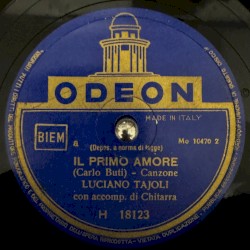 ODEON
MADE IN ITALY
BIEM
a
(Depos. a norma di legge)
Mo 10470 2
IL PRIMO AMORE
(Carlo Buti) - Canzone
LUCIANO TAJOLI
con accomp. di Chitarra
H 18123